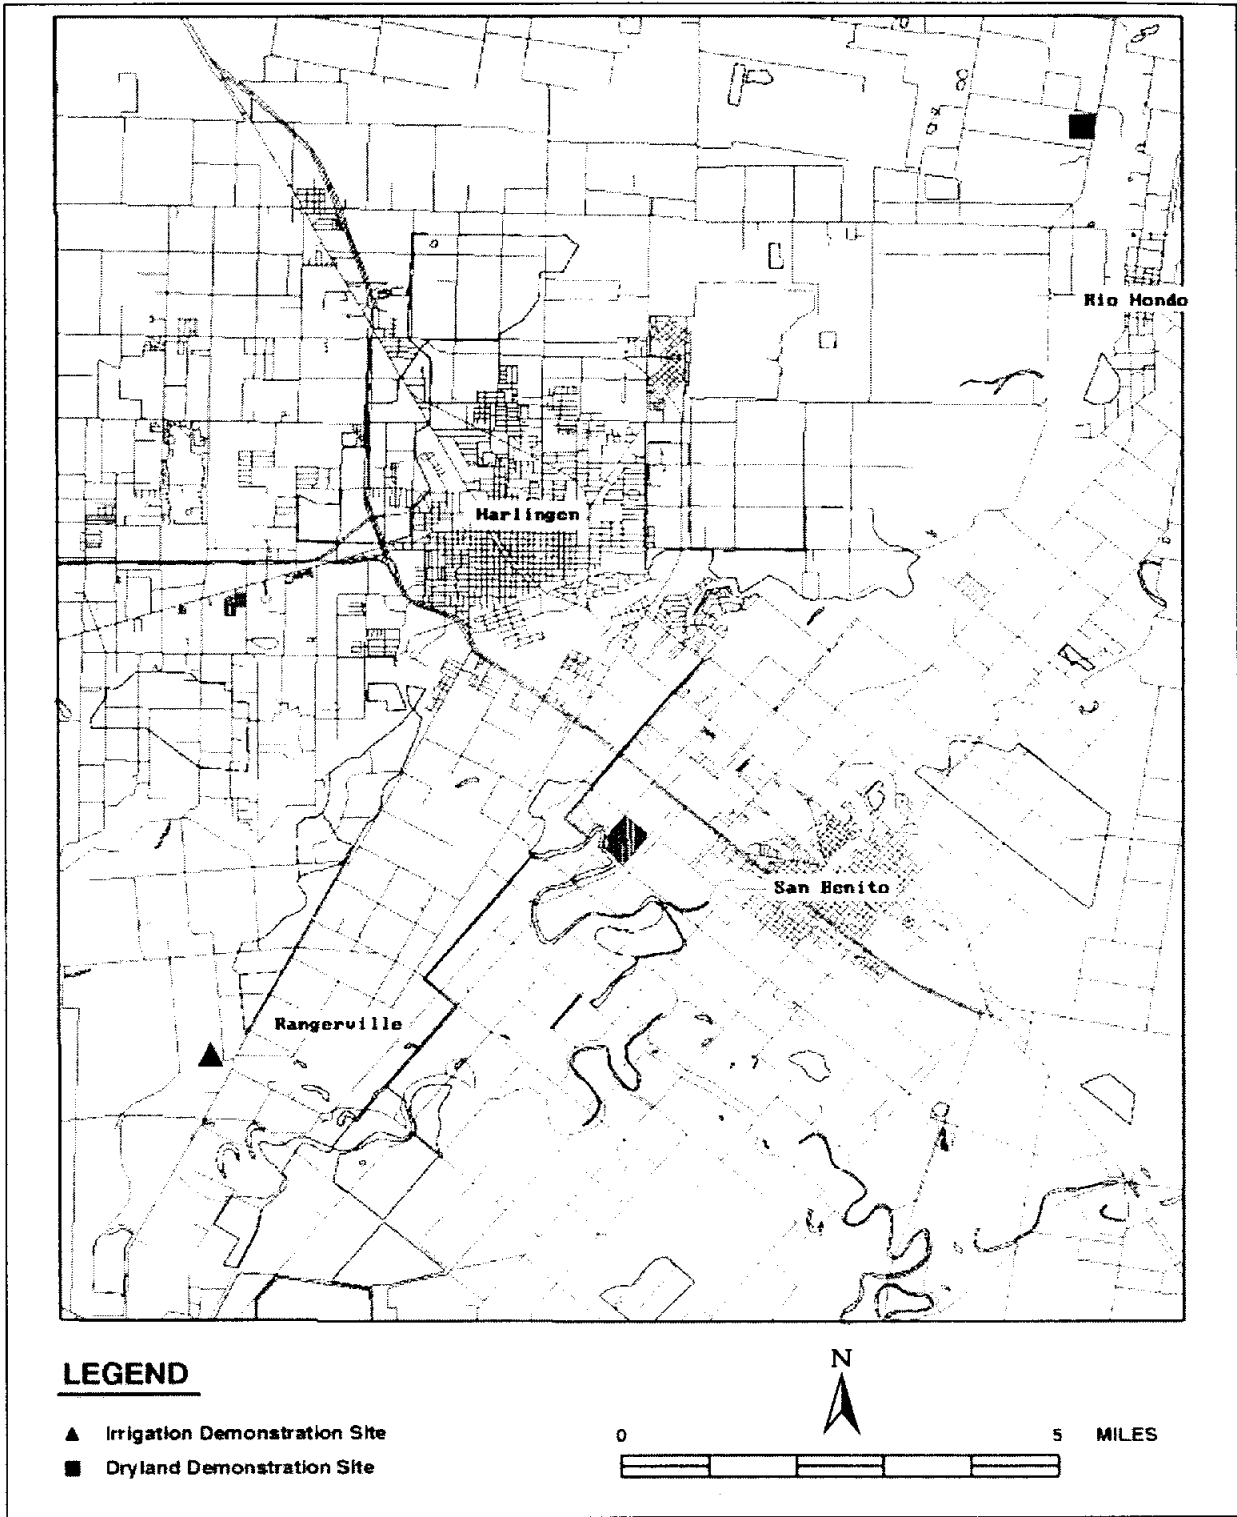 Rio Hondo
Harlingen
San Benito
Rangerville
LEGEND
Irrigation Demonstration Site
Dryland Demonstration Site
N
0 5 MILES